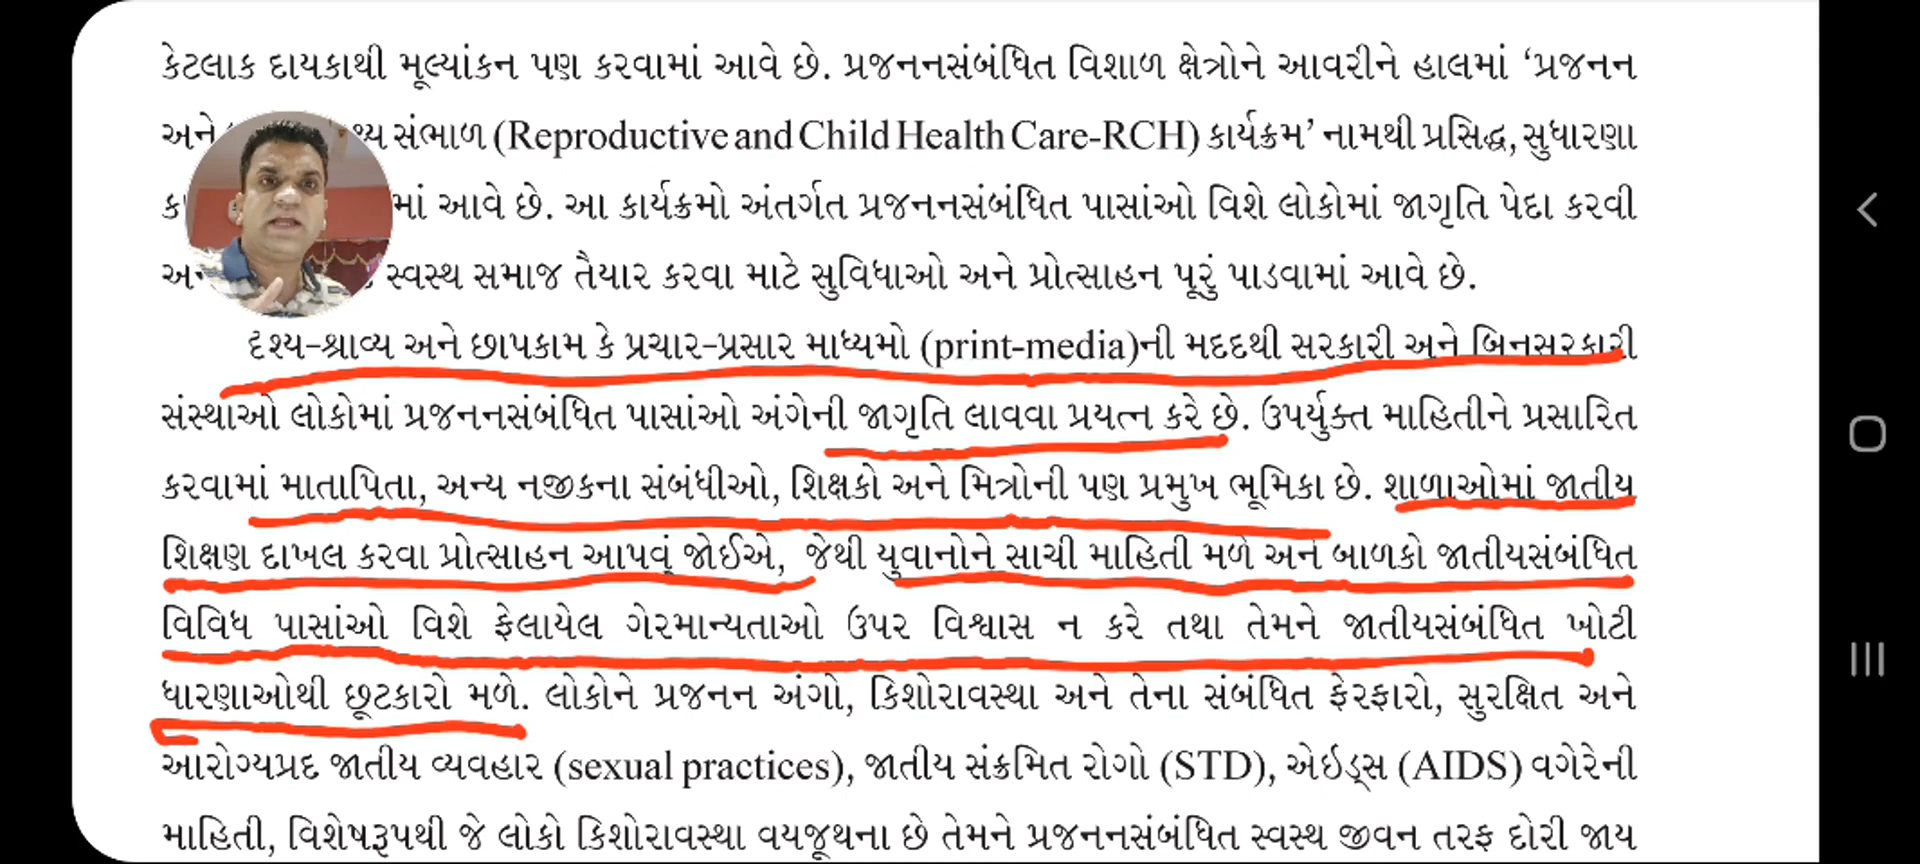 કેટલાક દાયકાથી મૂલ્યાંકન પણ કરવામાં આવે છે. પ્રજનનસંબંધિત વિશાળ ક્ષેત્રોને આવરીને હાલમાં ‘પ્રજનન
અને સંભાળ (Reproductive and Child Health Care-RCH) કાર્યક્રમ’ નામથી પ્રસિદ્ધ, સુધારણા
માં આવે છે. આ કાર્યક્રમો અંતર્ગત પ્રજનનસંબંધિત પાસાંઓ વિશે લોકોમાં જાગૃતિ પેદા કરવી
સ્વસ્થ સમાજ તૈયાર કરવા માટે સુવિધાઓ અને પ્રોત્સાહન પૂરું પાડવામાં આવે છે.
દૃશ્ય-શ્રાવ્ય અને છાપકામ કે પ્રચાર-પ્રસાર માધ્યમો (print-media)ની મદદથી સરકારી અને બિનસરકારી
સંસ્થાઓ લોકોમાં પ્રજનનસંબંધિત પાસાંઓ અંગેની જાગૃતિ લાવવા પ્રયત્ન કરે છે. ઉપર્યુક્ત માહિતીને પ્રસારિત
કરવામાં માતાપિતા, અન્ય નજીકના સંબંધીઓ, શિક્ષકો અને મિત્રોની પણ પ્રમુખ ભૂમિકા છે. શાળાઓમાં જાતીય
શિક્ષણ દાખલ કરવા પ્રોત્સાહન આપવું જોઈએ, જેથી યુવાનોને સાચી માહિતી મળે અને બાળકો જાતીયસંબંધિત
વિવિધ પાસાંઓ વિશે ફેલાયેલ ગેરમાન્યતાઓ ઉપર વિશ્વાસ ન કરે તથા તેમને જાતીયસંબંધિત ખોટી
ધારણાઓથી છૂટકારો મળે. લોકોને પ્રજનન અંગો, કિશોરાવસ્થા અને તેના સંબંધિત ફેરફારો, સુરક્ષિત અને
આરોગ્યપ્રદ જાતીય વ્યવહાર (sexual practices), જાતીય સંક્રમિત રોગો (STD), એઇડ્સ (AIDS) વગેરેની
માહિતી, વિશેષરૂપથી જે લોકો કિશોરાવસ્થા વયજૂથના છે તેમને પ્રજનનસંબંધિત સ્વસ્થ જીવન તરફ દોરી જાય